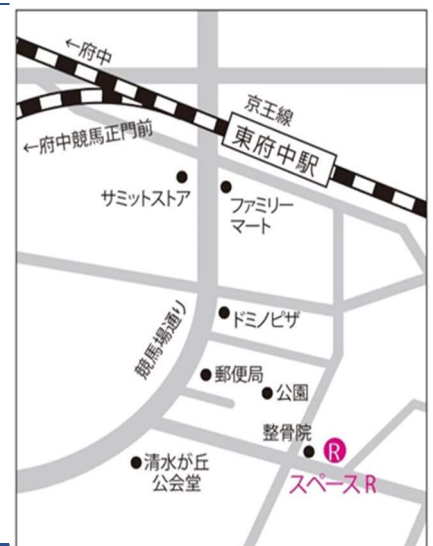 ←府中
京王線
東府中駅
←府中競馬正門前
サミットストア
ファミリー
マート
ドミノピザ
競馬場通り
郵便局
公園
整骨院
R
スペース R
清水が丘
公会堂